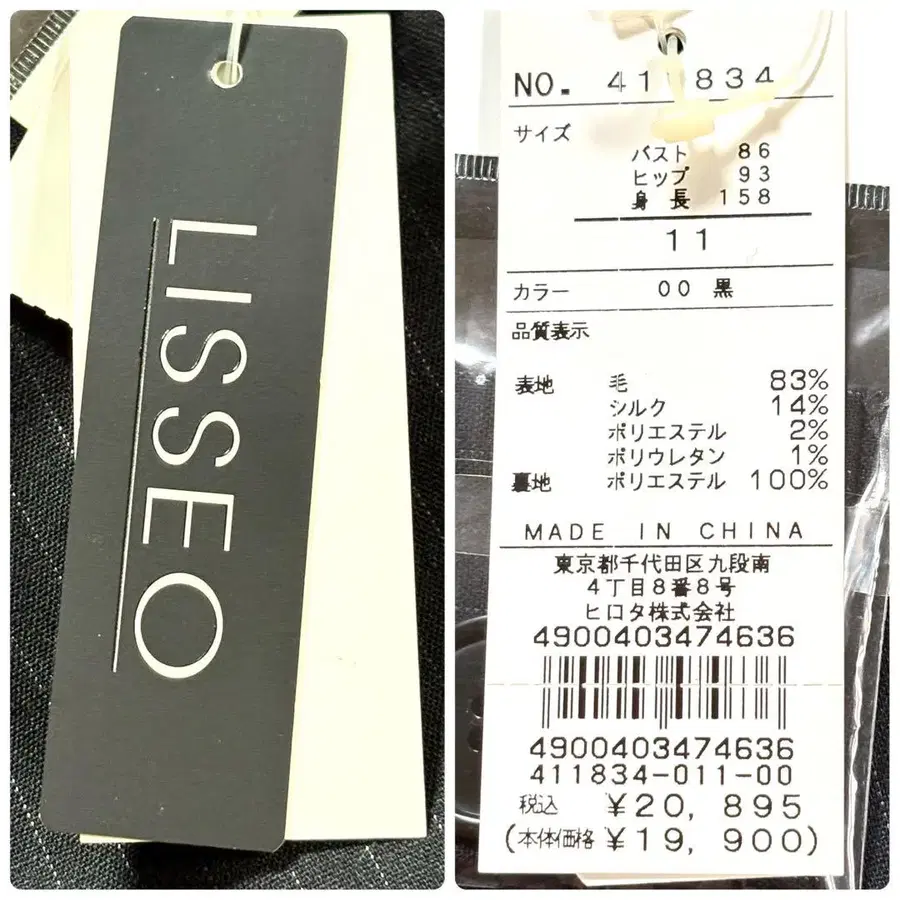 LISSEO
NO. 411834
サイズ
バスト 86
ヒップ 93
身長 158
11
カラー 00 黒
品質表示
表地 毛 83%
シルク 14%
ポリエステル 2%
ポリウレタン 1%
裏地 ポリエステル 100%
MADE IN CHINA
東京都千代田区九段南
4丁目8番8号
ヒロタ株式会社
4900403474636
4900403474636
411834-011-00
税込 ¥20,895
(本体価格 ¥19,900)